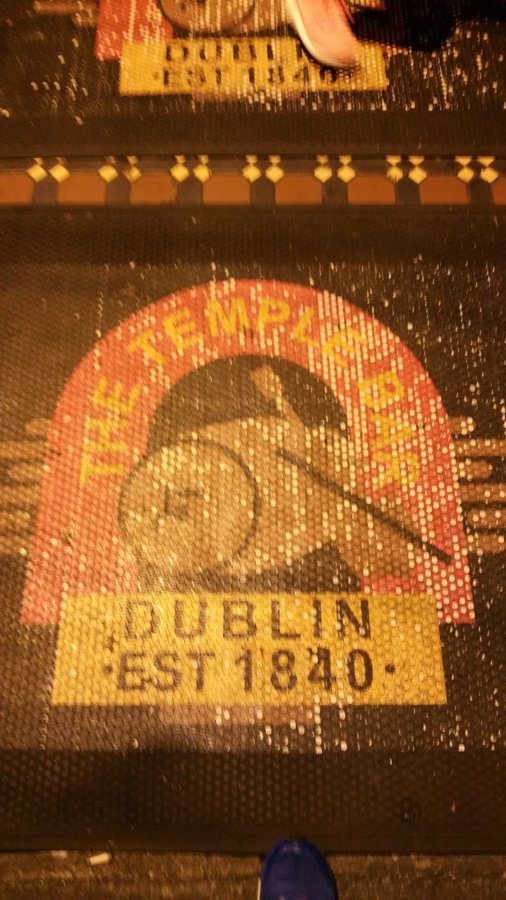 DUBLIN
·EST 1840·
THE TEMPLE BAR
DUBLIN
·EST 1840·